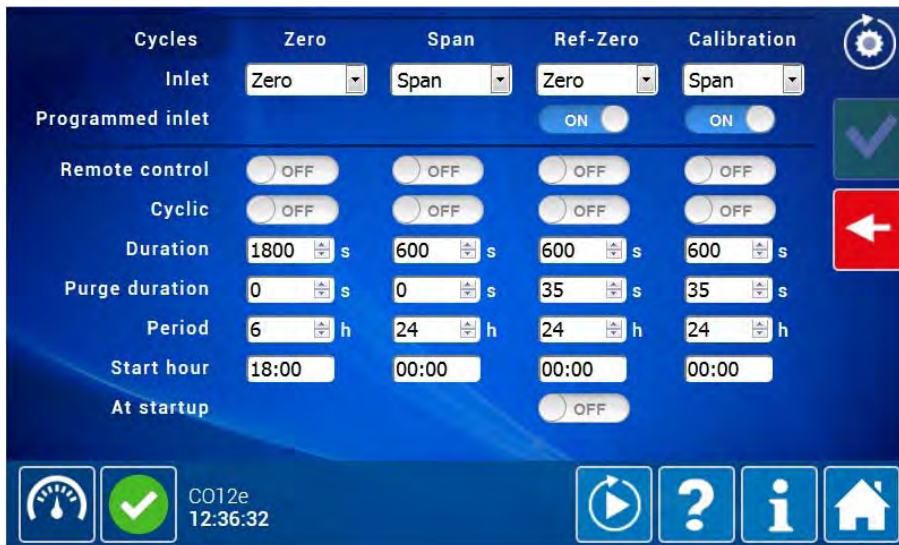 Cycles Zero Span Ref-Zero Calibration
Inlet Zero Span Zero Span
Programmed inlet ON ON
Remote control OFF OFF OFF OFF
Cyclic OFF OFF OFF OFF
Duration 1800 s 600 s 600 s 600 s
Purge duration 0 s 0 s 35 s 35 s
Period 6 h 24 h 24 h 24 h
Start hour 18:00 00:00 00:00 00:00
At startup OFF
CO12e
12:36:32